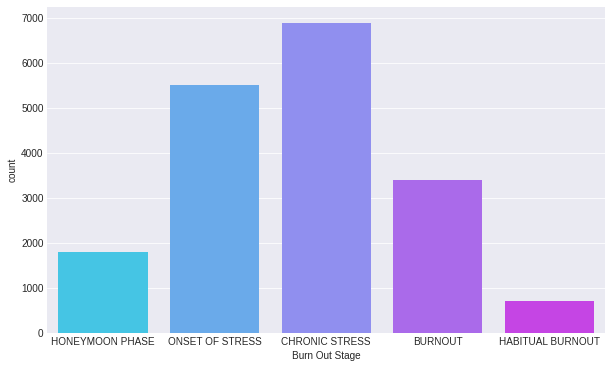 7000
6000
5000
4000
3000
2000
1000
0
count
HONEYMOON PHASE ONSET OF STRESS CHRONIC STRESS BURNOUT HABITUAL BURNOUT
Burn Out Stage